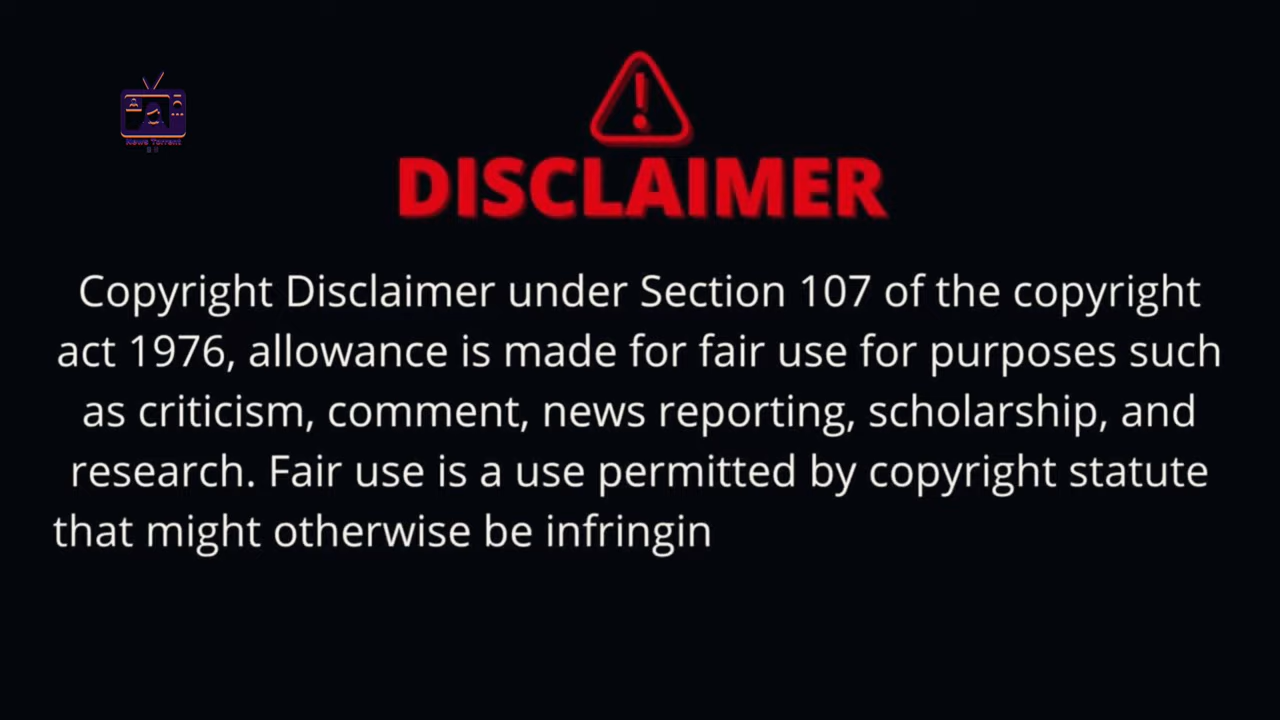 News Torrent
DISCLAIMER
Copyright Disclaimer under Section 107 of the copyright
act 1976, allowance is made for fair use for purposes such
as criticism, comment, news reporting, scholarship, and
research. Fair use is a use permitted by copyright statute
that might otherwise be infringin